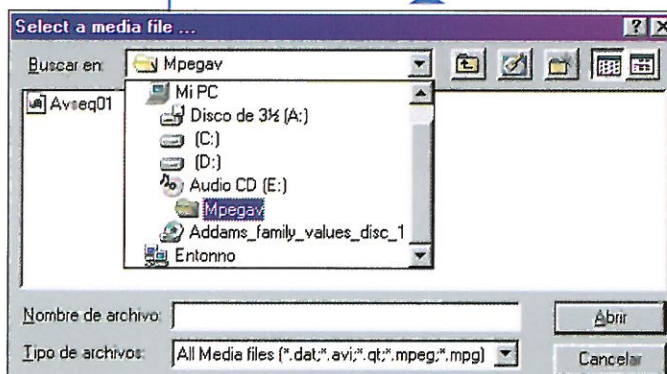 Select a media file ...
Buscar en:
Mpegav
Avseq01
Mi PC
Disco de 3½ (A:)
(C:)
(D:)
Audio CD (E:)
Mpegav
Addams_family_values_disc_1
Entonno
Nombre de archivo:
Abrir
Tipo de archivos:
All Media files (*.dat;*.avi;*.qt;*.mpeg;*.mpg)
Cancelar